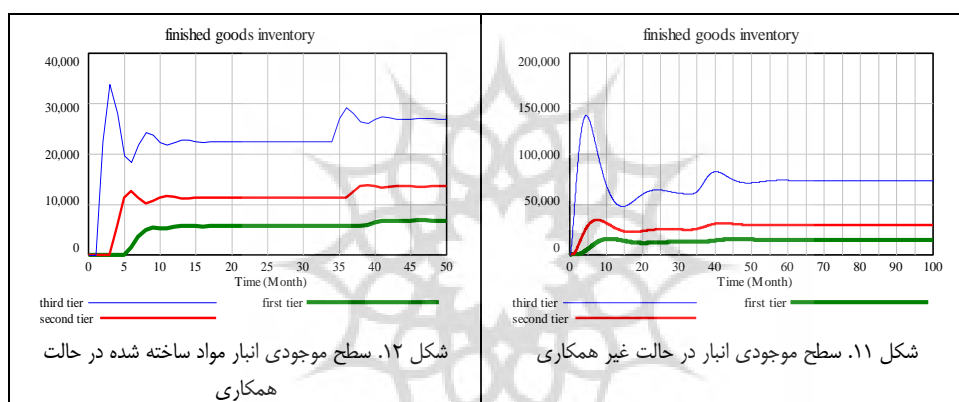 finished goods inventory
40,000
30,000
20,000
10,000
0
0 5 10 15 20 25 30 35 40 45 50
Time (Month)
third tier first tier
second tier
شکل ۱۲. سطح موجودی انبار مواد ساخته شده در حالت
همکاری
finished goods inventory
200,000
150,000
100,000
50,000
0
0 10 20 30 40 50 60 70 80 90 100
Time (Month)
third tier first tier
second tier
شکل ۱۱. سطح موجودی انبار در حالت غیر همکاری